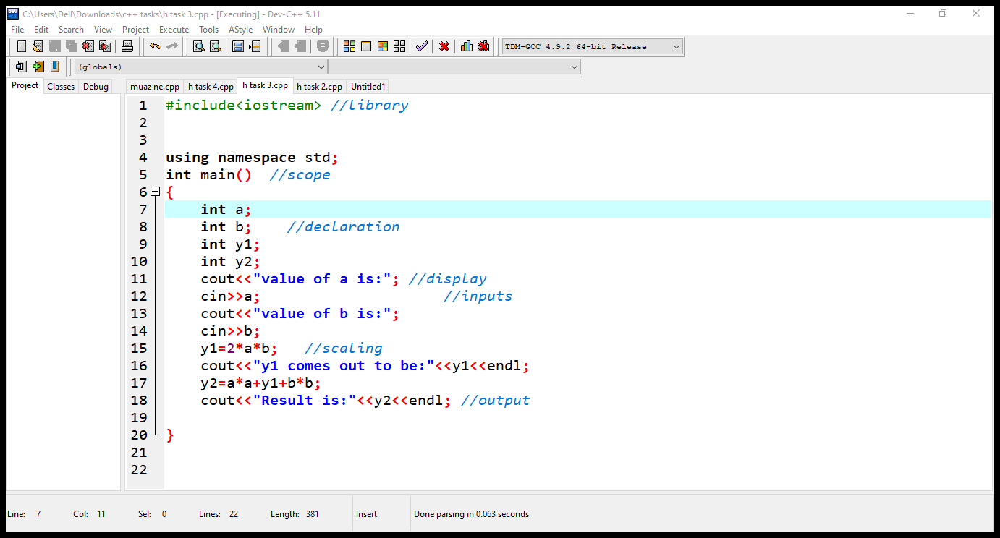 C:\Users\Dell\Downloads\c++ tasks\h task 3.cpp - [Executing] - Dev-C++ 5.11
File Edit Search View Project Execute Tools AStyle Window Help
TDM-GCC 4.9.2 64-bit Release
(globals)
Project Classes Debug muaz ne.cpp h task 4.cpp h task 3.cpp h task 2.cpp Untitled1
1 #include<iostream> //library
2
3
4 using namespace std;
5 int main()  //scope
6 {
7     int a;
8     int b;    //declaration
9     int y1;
10     int y2;
11     cout<<"value of a is:"; //display
12     cin>>a;                     //inputs
13     cout<<"value of b is:";
14     cin>>b;
15     y1=2*a*b;   //scaling
16     cout<<"y1 comes out to be:"<<y1<<endl;
17     y2=a*a+y1+b*b;
18     cout<<"Result is:"<<y2<<endl; //output
19
20 }
21
22
Line: 7 Col: 11 Sel: 0 Lines: 22 Length: 381 Insert Done parsing in 0.063 seconds